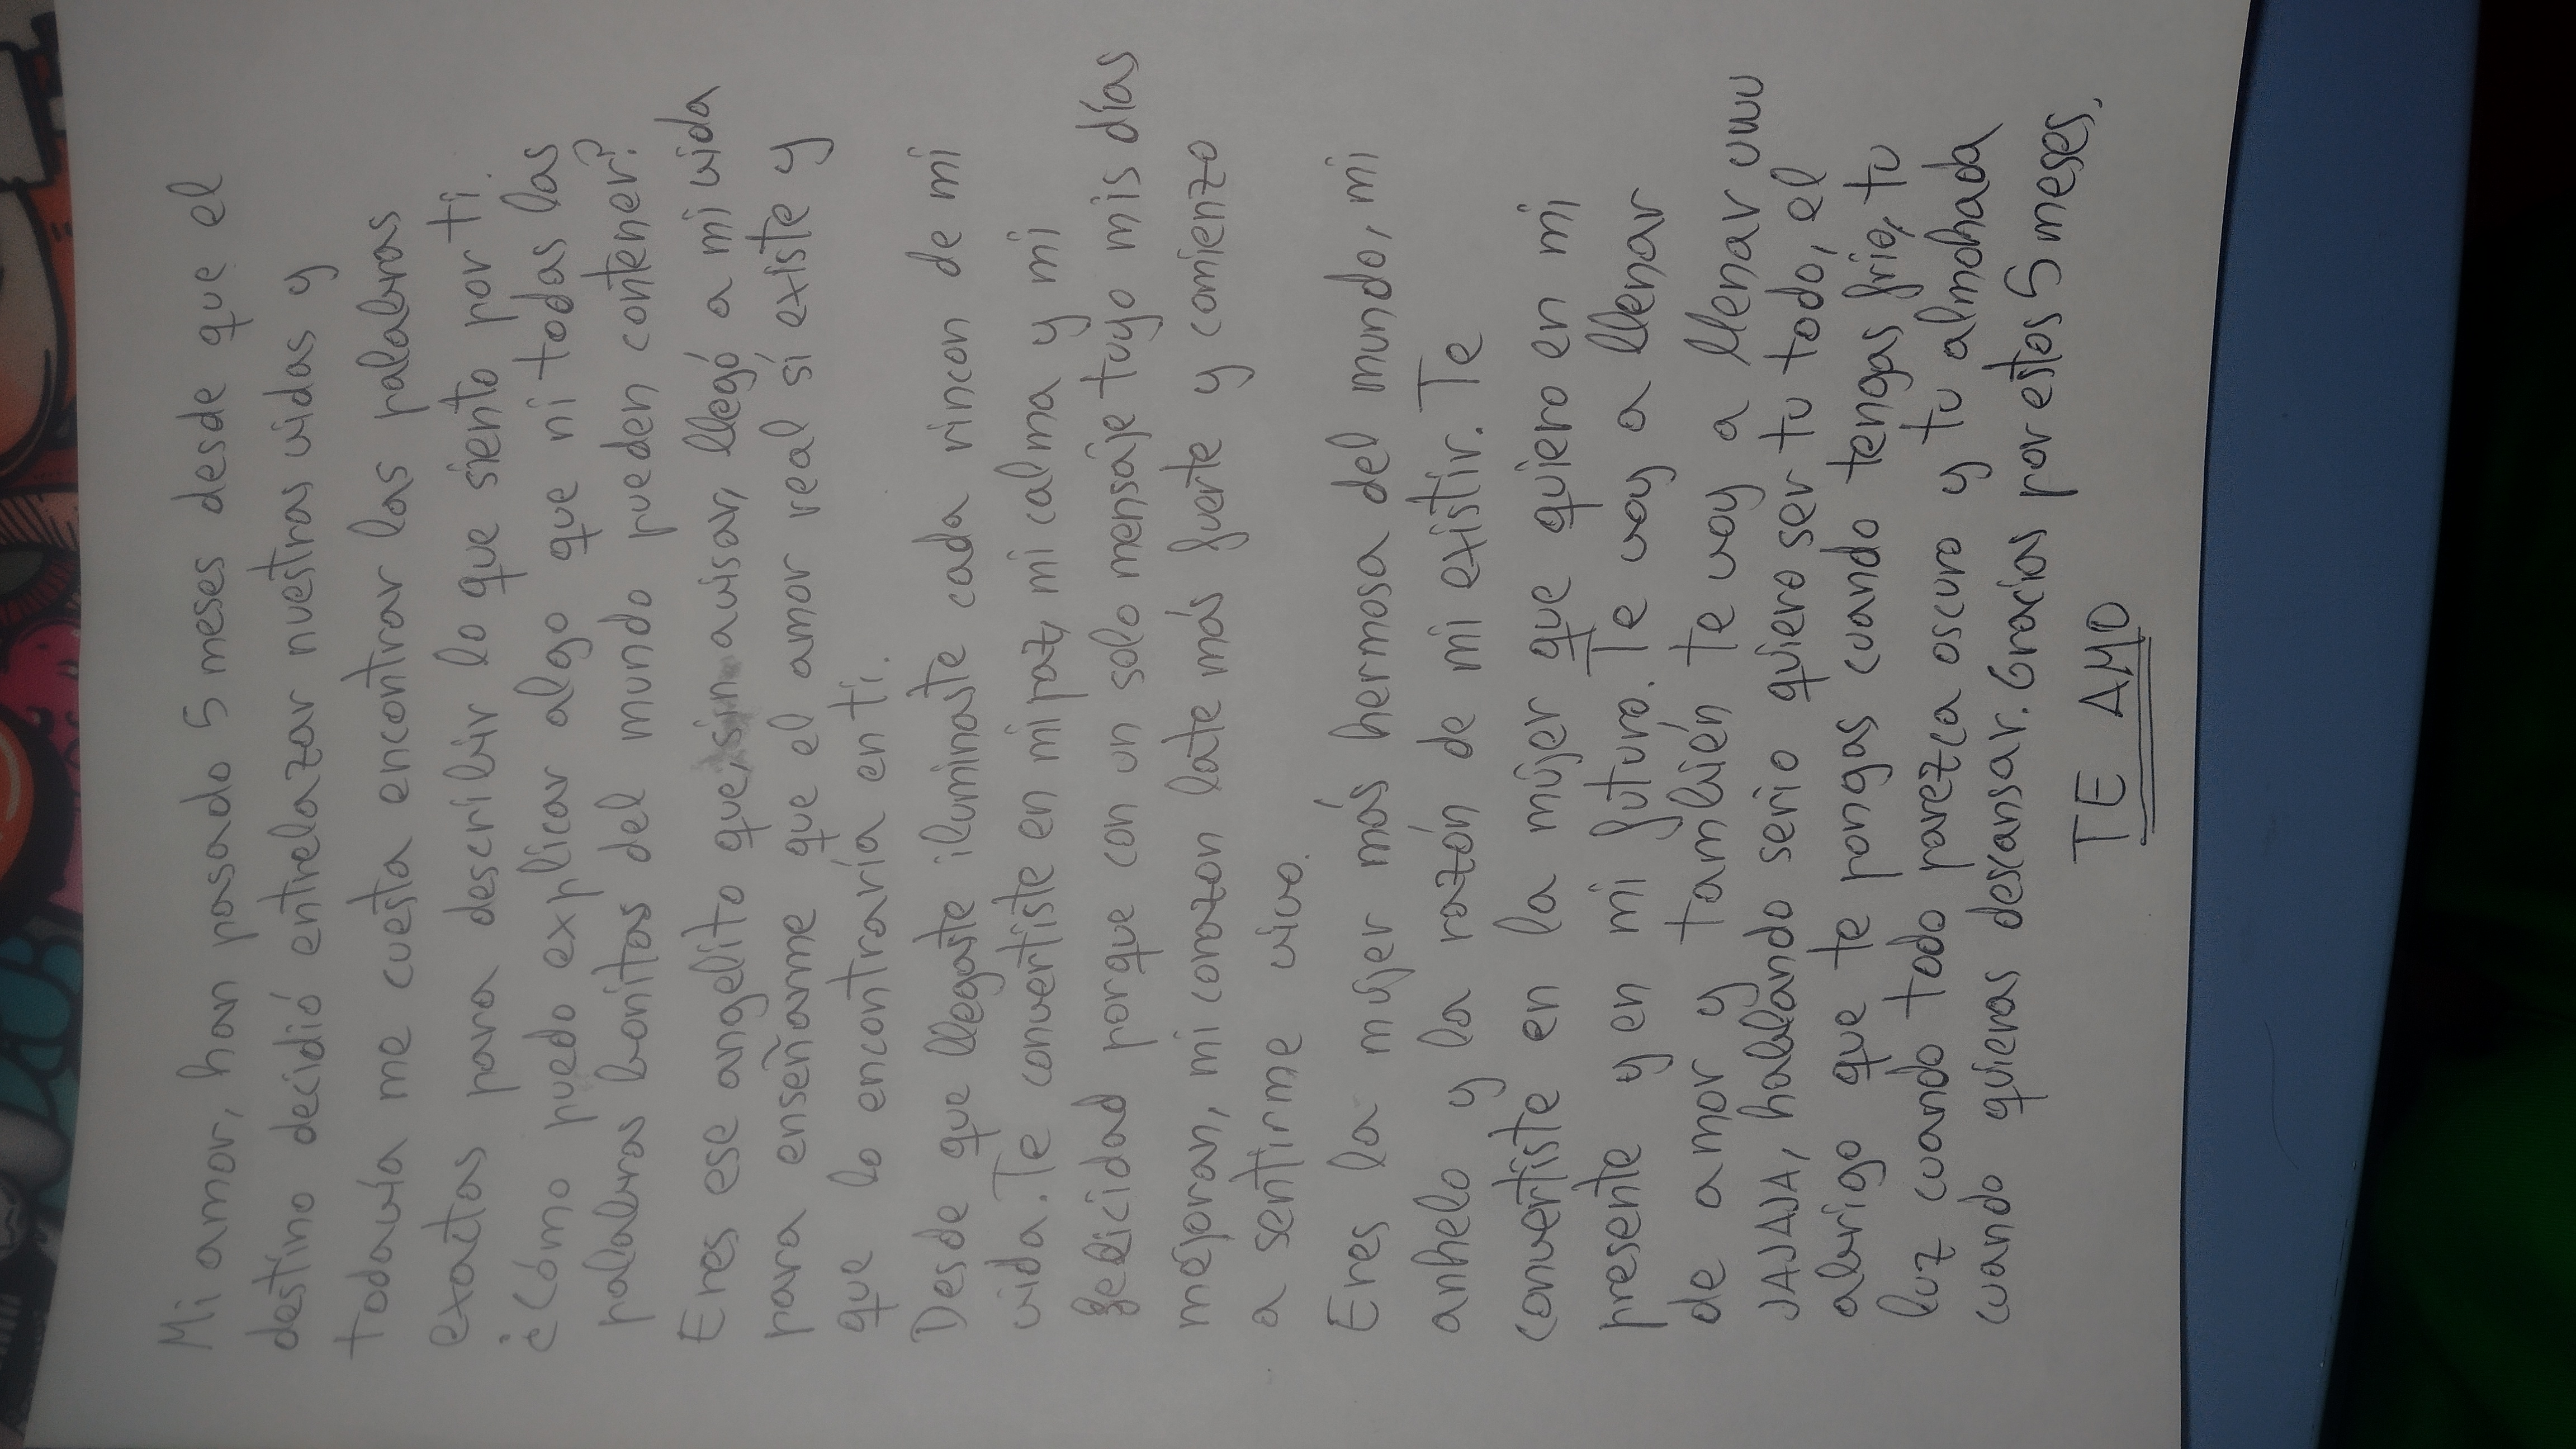 Mi amor, han pasado 5 meses desde que el
destino decidió entrelazar nuestras vidas y
todavía me cuesta encontrar las palabras
exactas para describir lo que siento por ti.
¿Cómo puedo explicar algo que ni todas las
palabras bonitas del mundo pueden contener?
Eres ese angelito que, sin avisar, llegó a mi vida
para enseñarme que el amor real sí existe y
que lo encontraría en ti.
Desde que llegaste iluminaste cada rincon de mi
vida. Te convertiste en mi paz, mi calma y mi
felicidad porque con un solo mensaje tuyo mis días
mejoran, mi corazon late más fuerte y comienzo
a sentirme vivo.
Eres la mujer más hermosa del mundo, mi
anhelo y la razón de mi existir. Te
convertiste en la mujer que quiero en mi
presente y en mi futuro. Te voy a llenar
de amor y también te voy a llenar uwu
JAJAJA, hablando serio quiero ser tu todo, el
abrigo que te pongas cuando tengas frio, tu
luz cuando todo parezca oscuro y tu almohada
cuando quieras descansar. Gracias por estos 5 meses.
TE AMO